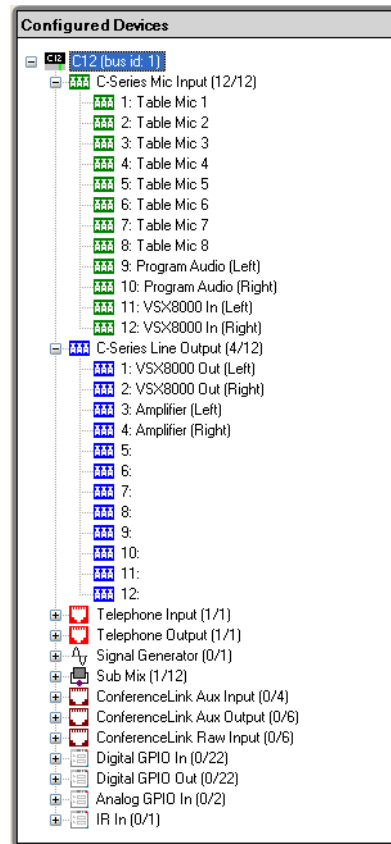 Configured Devices
C12 C12 (bus id: 1)
C-Series Mic Input (12/12)
1: Table Mic 1
2: Table Mic 2
3: Table Mic 3
4: Table Mic 4
5: Table Mic 5
6: Table Mic 6
7: Table Mic 7
8: Table Mic 8
9: Program Audio (Left)
10: Program Audio (Right)
11: VSX8000 In (Left)
12: VSX8000 In (Right)
C-Series Line Output (4/12)
1: VSX8000 Out (Left)
2: VSX8000 Out (Right)
3: Amplifier (Left)
4: Amplifier (Right)
5:
6:
7:
8:
9:
10:
11:
12:
Telephone Input (1/1)
Telephone Output (1/1)
Signal Generator (0/1)
Sub Mix (1/12)
ConferenceLink Aux Input (0/4)
ConferenceLink Aux Output (0/6)
ConferenceLink Raw Input (0/6)
Digital GPIO In (0/22)
Digital GPIO Out (0/22)
Analog GPIO In (0/2)
IR In (0/1)